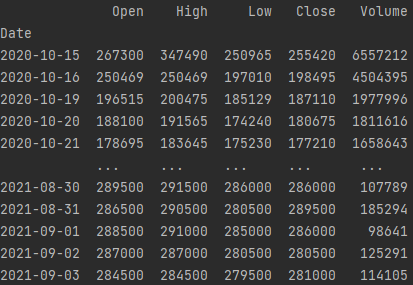 Open High Low Close Volume
Date
2020-10-15 267300 347490 250965 255420 6557212
2020-10-16 250469 250469 197010 198495 4504395
2020-10-19 196515 200475 185129 187110 1977996
2020-10-20 188100 191565 174240 180675 1811616
2020-10-21 178695 183645 175230 177210 1658643
... ... ... ... ...
2021-08-30 289500 291500 286000 286000 107789
2021-08-31 286500 290500 280500 289500 185294
2021-09-01 288500 291000 285000 286000 98641
2021-09-02 287000 287000 280500 280500 125291
2021-09-03 284500 284500 279500 281000 114105